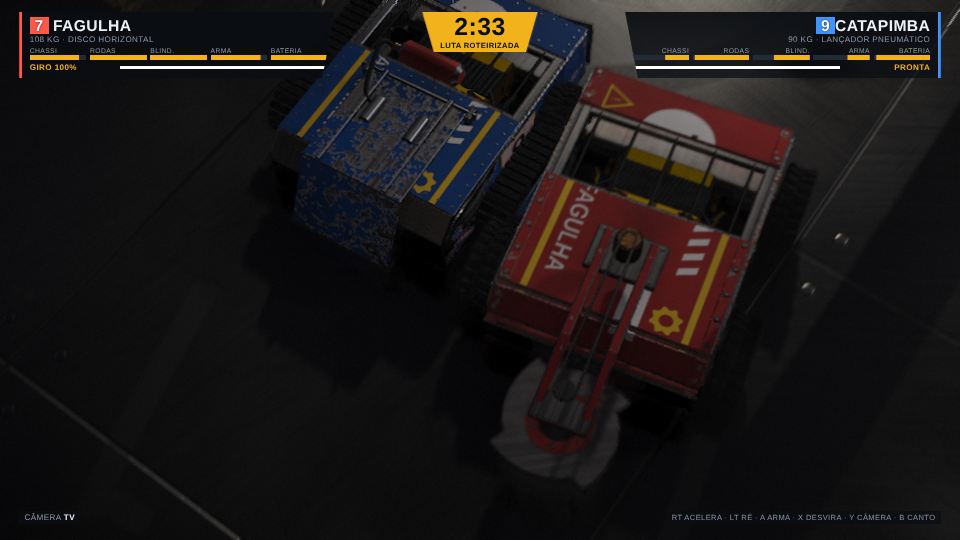 7 FAGULHA
108 KG · DISCO HORIZONTAL
CHASSI RODAS BLIND. ARMA BATERIA
GIRO 100%
2:33
LUTA ROTEIRIZADA
9 CATAPIMBA
90 KG · LANÇADOR PNEUMÁTICO
CHASSI RODAS BLIND. ARMA BATERIA
PRONTA
FAGULHA
CÂMERA TV
RT ACELERA · LT RÉ · A ARMA · X DESVIRA · Y CÂMERA · B CANTO